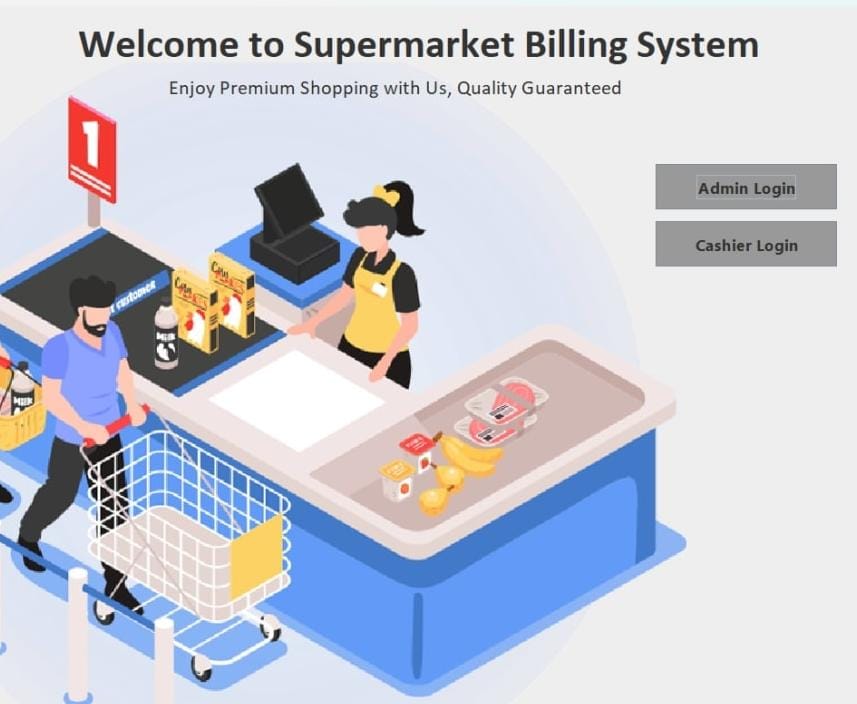 Welcome to Supermarket Billing System
Enjoy Premium Shopping with Us, Quality Guaranteed
1
Admin Login
Cashier Login
customer
Milk
Milk